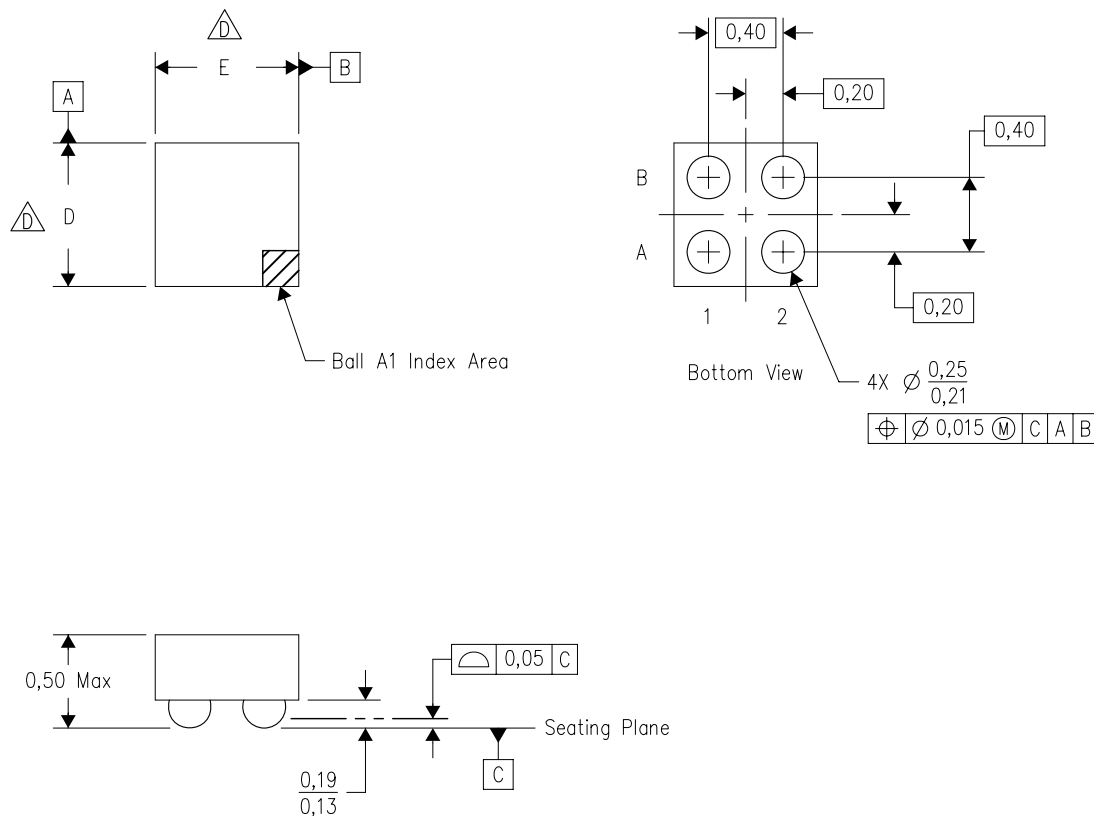 D
E
B
A
D
D
Ball A1 Index Area
0,40
0,20
0,40
B
A
0,20
1 2
Bottom View
4X Ø 0,25
0,21
⌖ Ø 0,015 Ⓜ C A B
0,50 Max
⌓ 0,05 C
Seating Plane
C
0,19
0,13